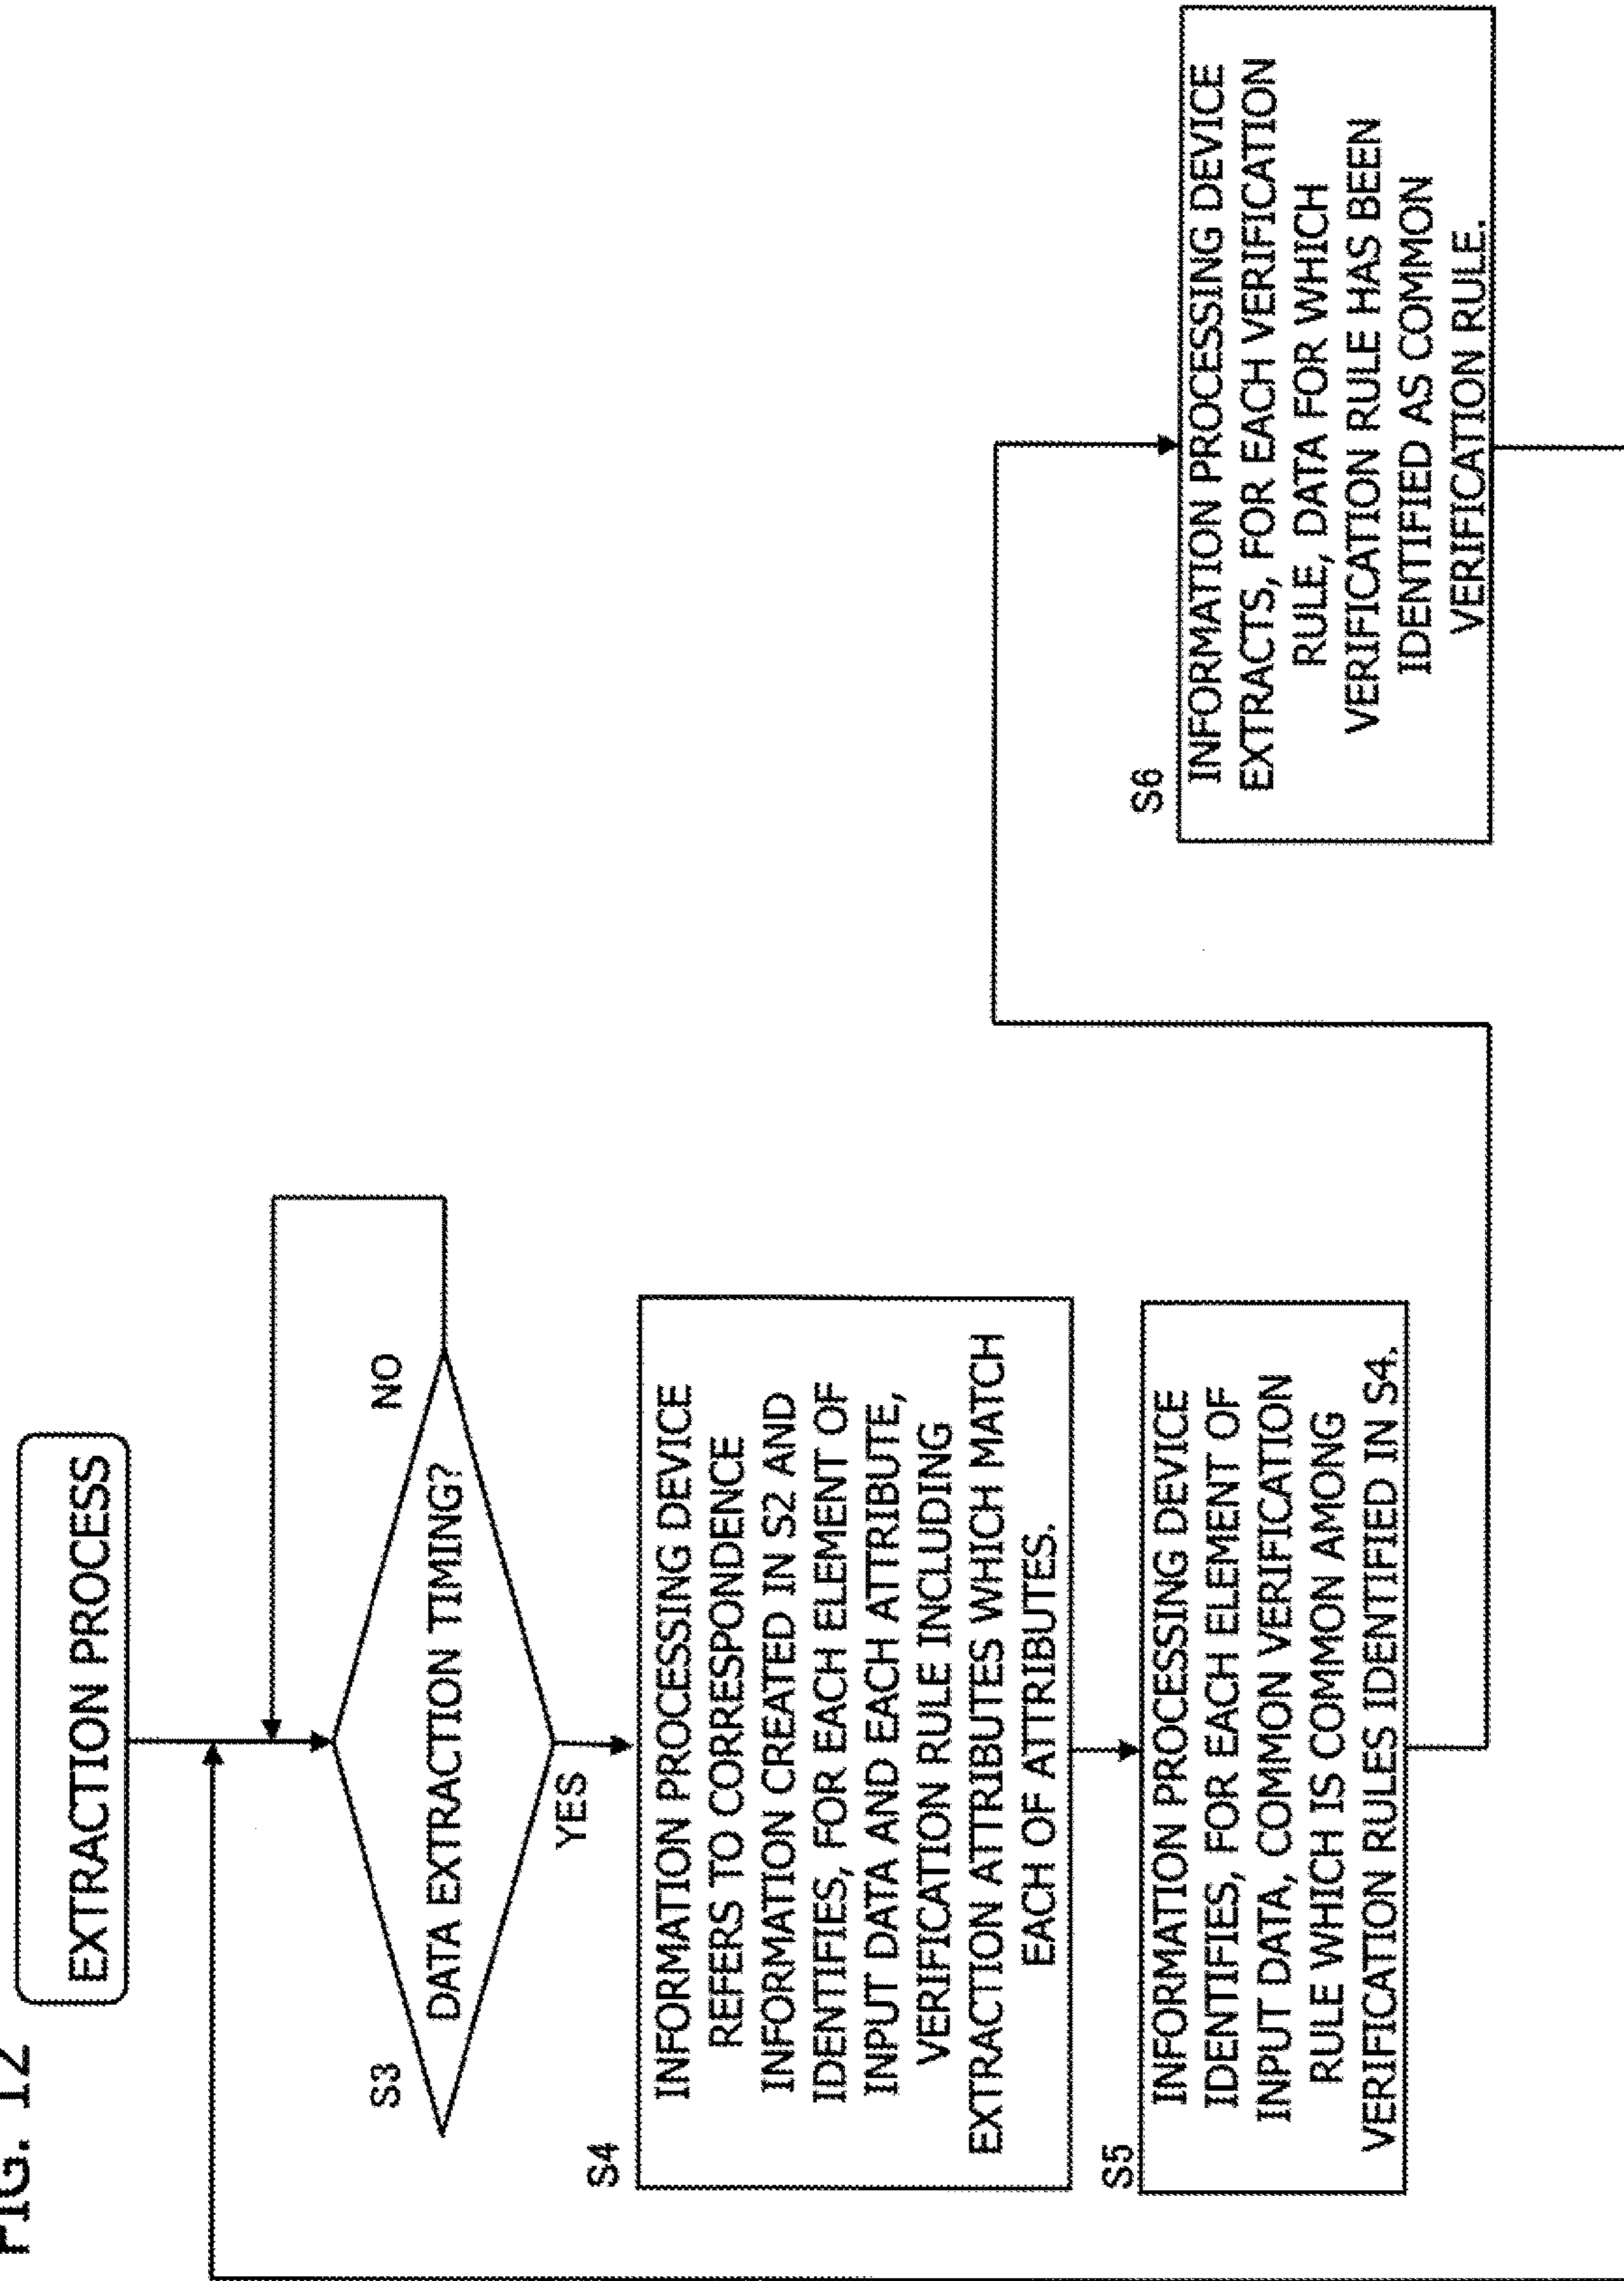 FIG. 12
EXTRACTION PROCESS
S3
DATA EXTRACTION TIMING?
NO
YES
S4
INFORMATION PROCESSING DEVICE
REFERS TO CORRESPONDENCE
INFORMATION CREATED IN S2 AND
IDENTIFIES, FOR EACH ELEMENT OF
INPUT DATA AND EACH ATTRIBUTE,
VERIFICATION RULE INCLUDING
EXTRACTION ATTRIBUTES WHICH MATCH
EACH OF ATTRIBUTES.
S5
INFORMATION PROCESSING DEVICE
IDENTIFIES, FOR EACH ELEMENT OF
INPUT DATA, COMMON VERIFICATION
RULE WHICH IS COMMON AMONG
VERIFICATION RULES IDENTIFIED IN S4.
S6
INFORMATION PROCESSING DEVICE
EXTRACTS, FOR EACH VERIFICATION
RULE, DATA FOR WHICH
VERIFICATION RULE HAS BEEN
IDENTIFIED AS COMMON
VERIFICATION RULE.